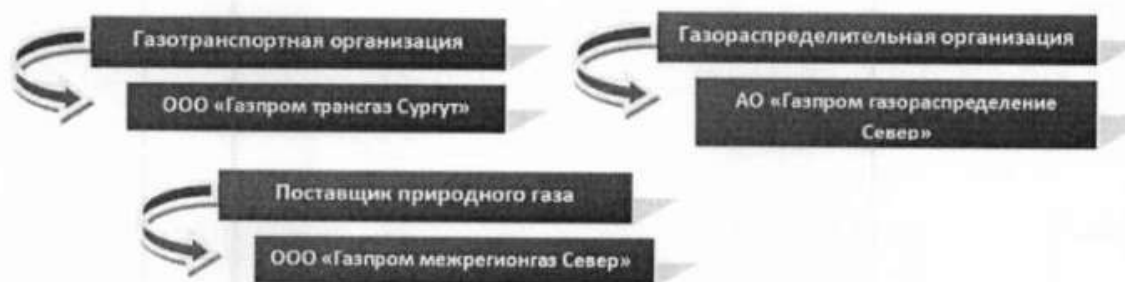 Газотранспортная организация
ООО «Газпром трансгаз Сургут»
Газораспределительная организация
АО «Газпром газораспределение
Север»
Поставщик природного газа
ООО «Газпром межрегионгаз Север»